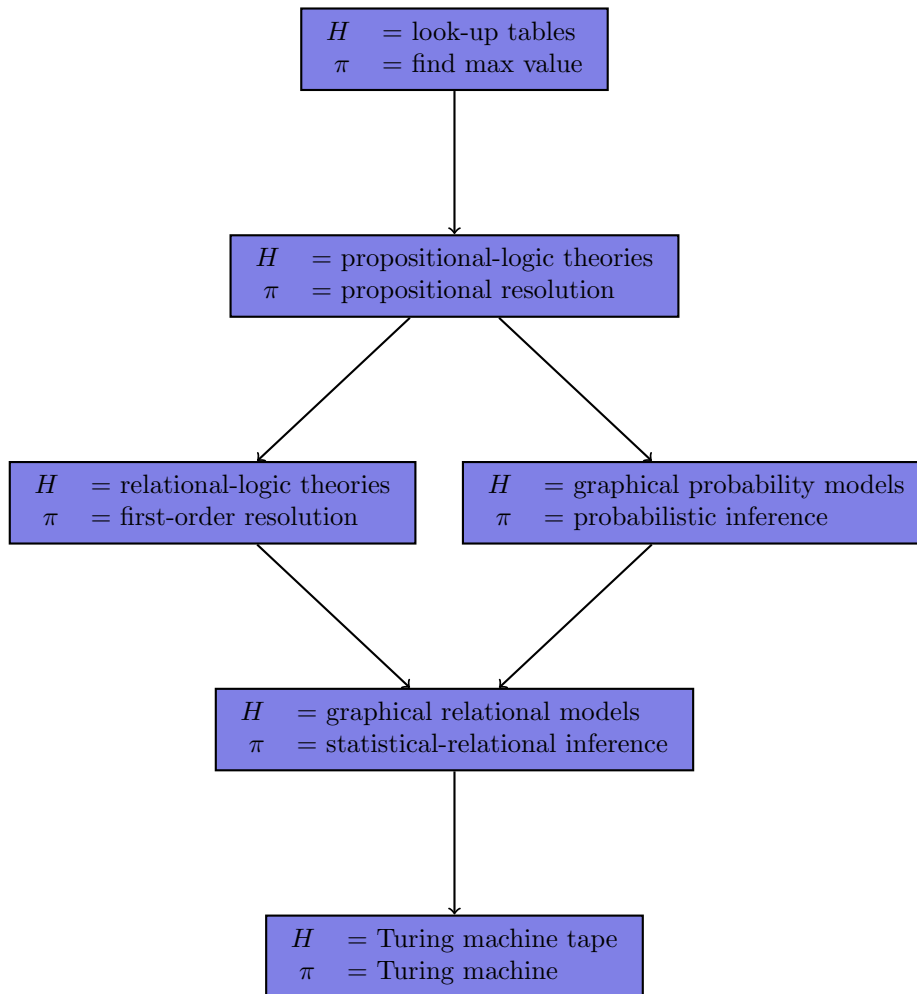 H = look-up tables
π = find max value
H = propositional-logic theories
π = propositional resolution
H = relational-logic theories
π = first-order resolution
H = graphical probability models
π = probabilistic inference
H = graphical relational models
π = statistical-relational inference
H = Turing machine tape
π = Turing machine